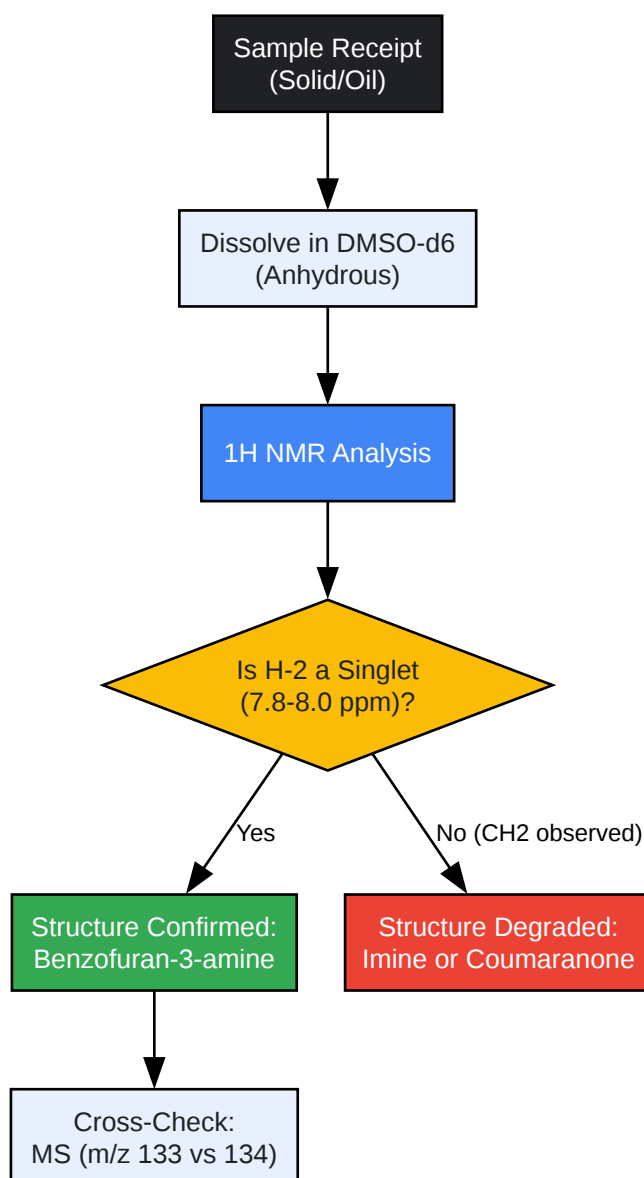 Sample Receipt
(Solid/Oil)
Dissolve in DMSO-d6
(Anhydrous)
1H NMR Analysis
Is H-2 a Singlet
(7.8-8.0 ppm)?
Yes
No (CH2 observed)
Structure Confirmed:
Benzofuran-3-amine
Structure Degraded:
Imine or Coumaranone
Cross-Check:
MS (m/z 133 vs 134)